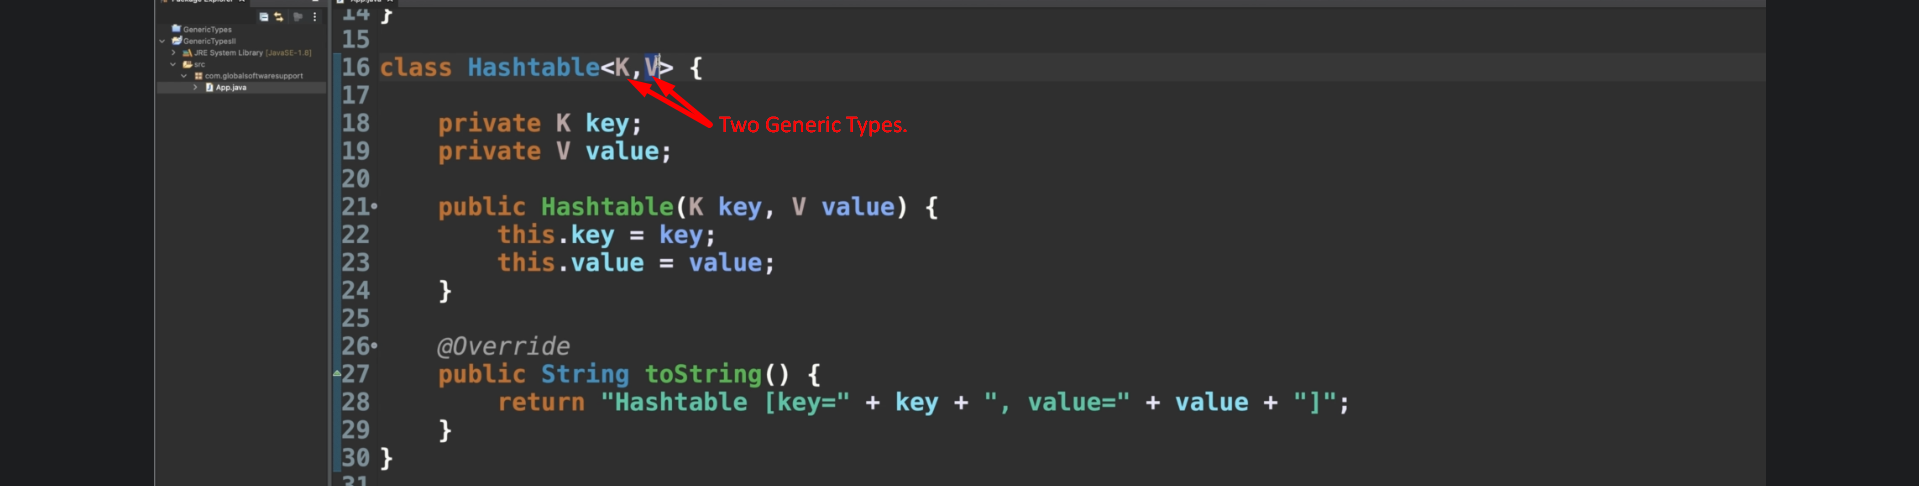 GenericTypes
GenericTypesII
JRE System Library [JavaSE-1.8]
src
com.globalsoftwaresupport
App.java
14 }
15
16 class Hashtable<K,V> {
17
18 private K key;
Two Generic Types.
19 private V value;
20
21 public Hashtable(K key, V value) {
22 this.key = key;
23 this.value = value;
24 }
25
26 @Override
27 public String toString() {
28 return "Hashtable [key=" + key + ", value=" + value + "]";
29 }
30 }
31